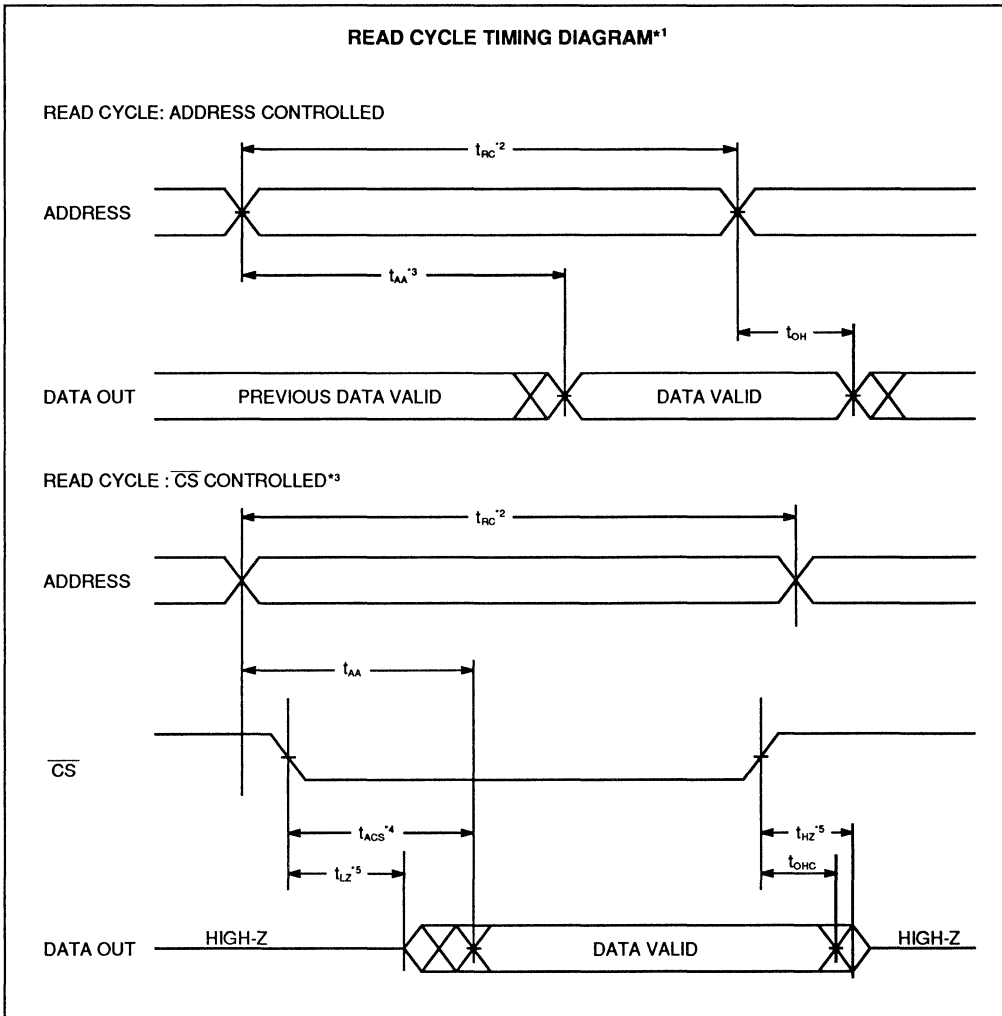 READ CYCLE TIMING DIAGRAM*1
READ CYCLE: ADDRESS CONTROLLED
tRC*2
ADDRESS
tAA*3
tOH
DATA OUT PREVIOUS DATA VALID DATA VALID
READ CYCLE : C̅S̅ CONTROLLED*3
tRC*2
ADDRESS
tAA
C̅S̅
tACS*4 tHZ*5
tLZ*5 tOHC
DATA OUT HIGH-Z DATA VALID HIGH-Z